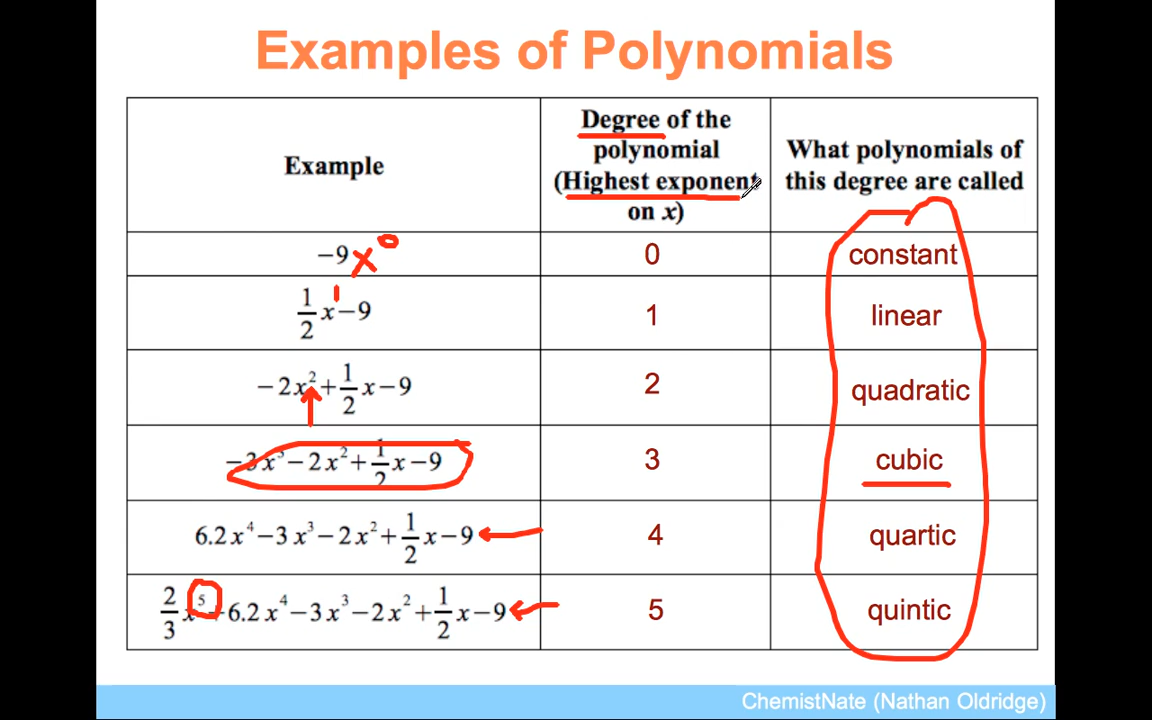 Examples of Polynomials
Example
Degree of the
polynomial
(Highest exponent
on x)
What polynomials of
this degree are called
−9 x⁰
0
constant
½x¹−9
1
linear
−2x²+½x−9
2
quadratic
−3x³−2x²+½x−9
3
cubic
6.2x⁴−3x³−2x²+½x−9
4
quartic
⅔x⁵+6.2x⁴−3x³−2x²+½x−9
5
quintic
ChemistNate (Nathan Oldridge)